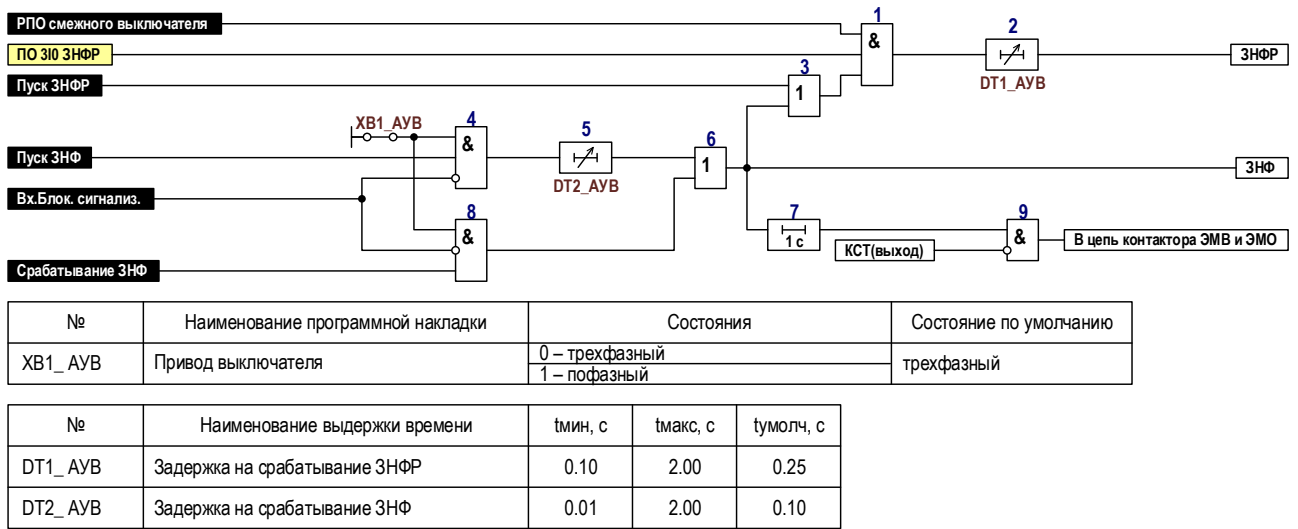 РПО смежного выключателя
ПО 3I0 ЗНФР
Пуск ЗНФР
1
&
2
DT1_АУВ
ЗНФР
3
1
XB1_АУВ
4
&
5
DT2_АУВ
6
1
Пуск ЗНФ
ЗНФ
Вх.Блок. сигнализ.
8
&
7
1 с
9
&
КСТ(выход)
В цепь контактора ЭМВ и ЭМО
Срабатывание ЗНФ
№ Наименование программной накладки Состояния Состояние по умолчанию
XB1_ АУВ Привод выключателя 0 – трехфазный трехфазный
1 – пофазный
№ Наименование выдержки времени tмин, с tмакс, с tумолч, с
DT1_ АУВ Задержка на срабатывание ЗНФР 0.10 2.00 0.25
DT2_ АУВ Задержка на срабатывание ЗНФ 0.01 2.00 0.10